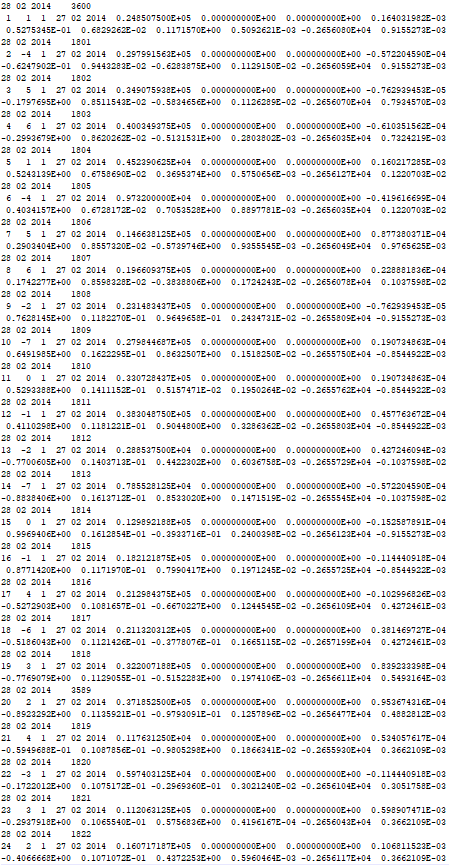 28 02 2014 3600
1 1 1 27 02 2014 0.248507500E+05 0.000000000E+00 0.000000000E+00 0.164031982E-03
0.5275345E-01 0.6829262E-02 0.1171570E+00 0.5092621E-03 -0.2656080E+04 0.9155273E-03
28 02 2014 1801
2 -4 1 27 02 2014 0.297991563E+05 0.000000000E+00 0.000000000E+00 -0.572204590E-04
-0.6247902E-01 0.9443283E-02 -0.6283875E+00 0.1129150E-02 -0.2656059E+04 0.9155273E-03
28 02 2014 1802
3 5 1 27 02 2014 0.349075938E+05 0.000000000E+00 0.000000000E+00 -0.762939453E-05
-0.1797695E+00 0.8511543E-02 -0.5834656E+00 0.1126289E-02 -0.2656070E+04 0.7934570E-03
28 02 2014 1803
4 6 1 27 02 2014 0.400349375E+05 0.000000000E+00 0.000000000E+00 -0.610351562E-04
-0.2993679E+00 0.8620262E-02 -0.5131531E+00 0.2803802E-03 -0.2656035E+04 0.7324219E-03
28 02 2014 1804
5 1 1 27 02 2014 0.452390625E+04 0.000000000E+00 0.000000000E+00 0.160217285E-03
0.5243139E+00 0.6758690E-02 0.3695374E+00 0.5750656E-03 -0.2656127E+04 0.1220703E-02
28 02 2014 1805
6 -4 1 27 02 2014 0.973200000E+04 0.000000000E+00 0.000000000E+00 -0.419616699E-04
0.4034157E+00 0.6728172E-02 0.7053528E+00 0.8897781E-03 -0.2656035E+04 0.1220703E-02
28 02 2014 1806
7 5 1 27 02 2014 0.146638125E+05 0.000000000E+00 0.000000000E+00 0.877380371E-04
0.2903404E+00 0.8557320E-02 -0.5739746E+00 0.9355545E-03 -0.2656049E+04 0.9765625E-03
28 02 2014 1807
8 6 1 27 02 2014 0.196609375E+05 0.000000000E+00 0.000000000E+00 0.228881836E-04
0.1742277E+00 0.8598328E-02 -0.3838806E+00 0.1724243E-02 -0.2656078E+04 0.1037598E-02
28 02 2014 1808
9 -2 1 27 02 2014 0.231483437E+05 0.000000000E+00 0.000000000E+00 -0.762939453E-05
0.7628145E+00 0.1182270E-01 0.9649658E-01 0.2434731E-02 -0.2655809E+04 -0.9155273E-03
28 02 2014 1809
10 -7 1 27 02 2014 0.279844687E+05 0.000000000E+00 0.000000000E+00 0.190734863E-04
0.6491985E+00 0.1622295E-01 0.8632507E+00 0.1518250E-02 -0.2655750E+04 -0.8544922E-03
28 02 2014 1810
11 0 1 27 02 2014 0.330728437E+05 0.000000000E+00 0.000000000E+00 0.190734863E-04
0.5299388E+00 0.1411152E-01 0.5157471E-02 0.1950264E-02 -0.2655762E+04 -0.8544922E-03
28 02 2014 1811
12 -1 1 27 02 2014 0.383048750E+05 0.000000000E+00 0.000000000E+00 0.457763672E-04
0.4110298E+00 0.1181221E-01 0.9044800E+00 0.3286362E-02 -0.2655803E+04 -0.8544922E-03
28 02 2014 1812
13 -2 1 27 02 2014 0.288537500E+04 0.000000000E+00 0.000000000E+00 0.427246094E-03
-0.7700605E+00 0.1403713E-01 0.4422302E+00 0.6036758E-03 -0.2655729E+04 -0.1037598E-02
28 02 2014 1813
14 -7 1 27 02 2014 0.785528125E+04 0.000000000E+00 0.000000000E+00 -0.572204590E-04
-0.8838406E+00 0.1613712E-01 0.8533020E+00 0.1471519E-02 -0.2655545E+04 -0.1037598E-02
28 02 2014 1814
15 0 1 27 02 2014 0.129892188E+05 0.000000000E+00 0.000000000E+00 -0.152587891E-04
0.9969406E+00 0.1612854E-01 -0.3933716E-01 0.2400398E-02 -0.2656123E+04 -0.9155273E-03
28 02 2014 1815
16 -1 1 27 02 2014 0.182121875E+05 0.000000000E+00 0.000000000E+00 -0.114440918E-04
0.8771420E+00 0.1171970E-01 0.7990417E+00 0.1971245E-02 -0.2655725E+04 -0.8544922E-03
28 02 2014 1816
17 4 1 27 02 2014 0.212984375E+05 0.000000000E+00 0.000000000E+00 -0.102996826E-03
-0.5272903E+00 0.1081657E-01 -0.6670227E+00 0.1244545E-02 -0.2656109E+04 0.4272461E-03
28 02 2014 1817
18 -6 1 27 02 2014 0.211320312E+05 0.000000000E+00 0.000000000E+00 0.381469727E-04
-0.5186043E+00 0.1121426E-01 -0.3778076E-01 0.1665115E-02 -0.2657199E+04 0.4272461E-03
28 02 2014 1818
19 3 1 27 02 2014 0.322007188E+05 0.000000000E+00 0.000000000E+00 0.839233398E-04
-0.7769079E+00 0.1129055E-01 -0.5152283E+00 0.1974106E-03 -0.2656611E+04 0.5493164E-03
28 02 2014 3589
20 2 1 27 02 2014 0.371852500E+05 0.000000000E+00 0.000000000E+00 0.953674316E-04
-0.8923292E+00 0.1135921E-01 -0.9793091E-01 0.1257896E-02 -0.2656477E+04 0.4882812E-03
28 02 2014 1819
21 4 1 27 02 2014 0.117631250E+04 0.000000000E+00 0.000000000E+00 0.534057617E-04
-0.5949688E-01 0.1087856E-01 -0.9805298E+00 0.1866341E-02 -0.2655930E+04 0.3662109E-03
28 02 2014 1820
22 -3 1 27 02 2014 0.597403125E+04 0.000000000E+00 0.000000000E+00 -0.114440918E-03
-0.1722012E+00 0.1075172E-01 -0.2969360E-01 0.3021240E-02 -0.2656104E+04 0.3051758E-03
28 02 2014 1821
23 3 1 27 02 2014 0.112063125E+05 0.000000000E+00 0.000000000E+00 0.598907471E-03
-0.2937918E+00 0.1065540E-01 0.5756836E+00 0.4196167E-04 -0.2656043E+04 0.3662109E-03
28 02 2014 1822
24 2 1 27 02 2014 0.160717187E+05 0.000000000E+00 0.000000000E+00 0.106811523E-03
-0.4066668E+00 0.1071072E-01 0.4372253E+00 0.5960464E-03 -0.2656117E+04 0.3662109E-03